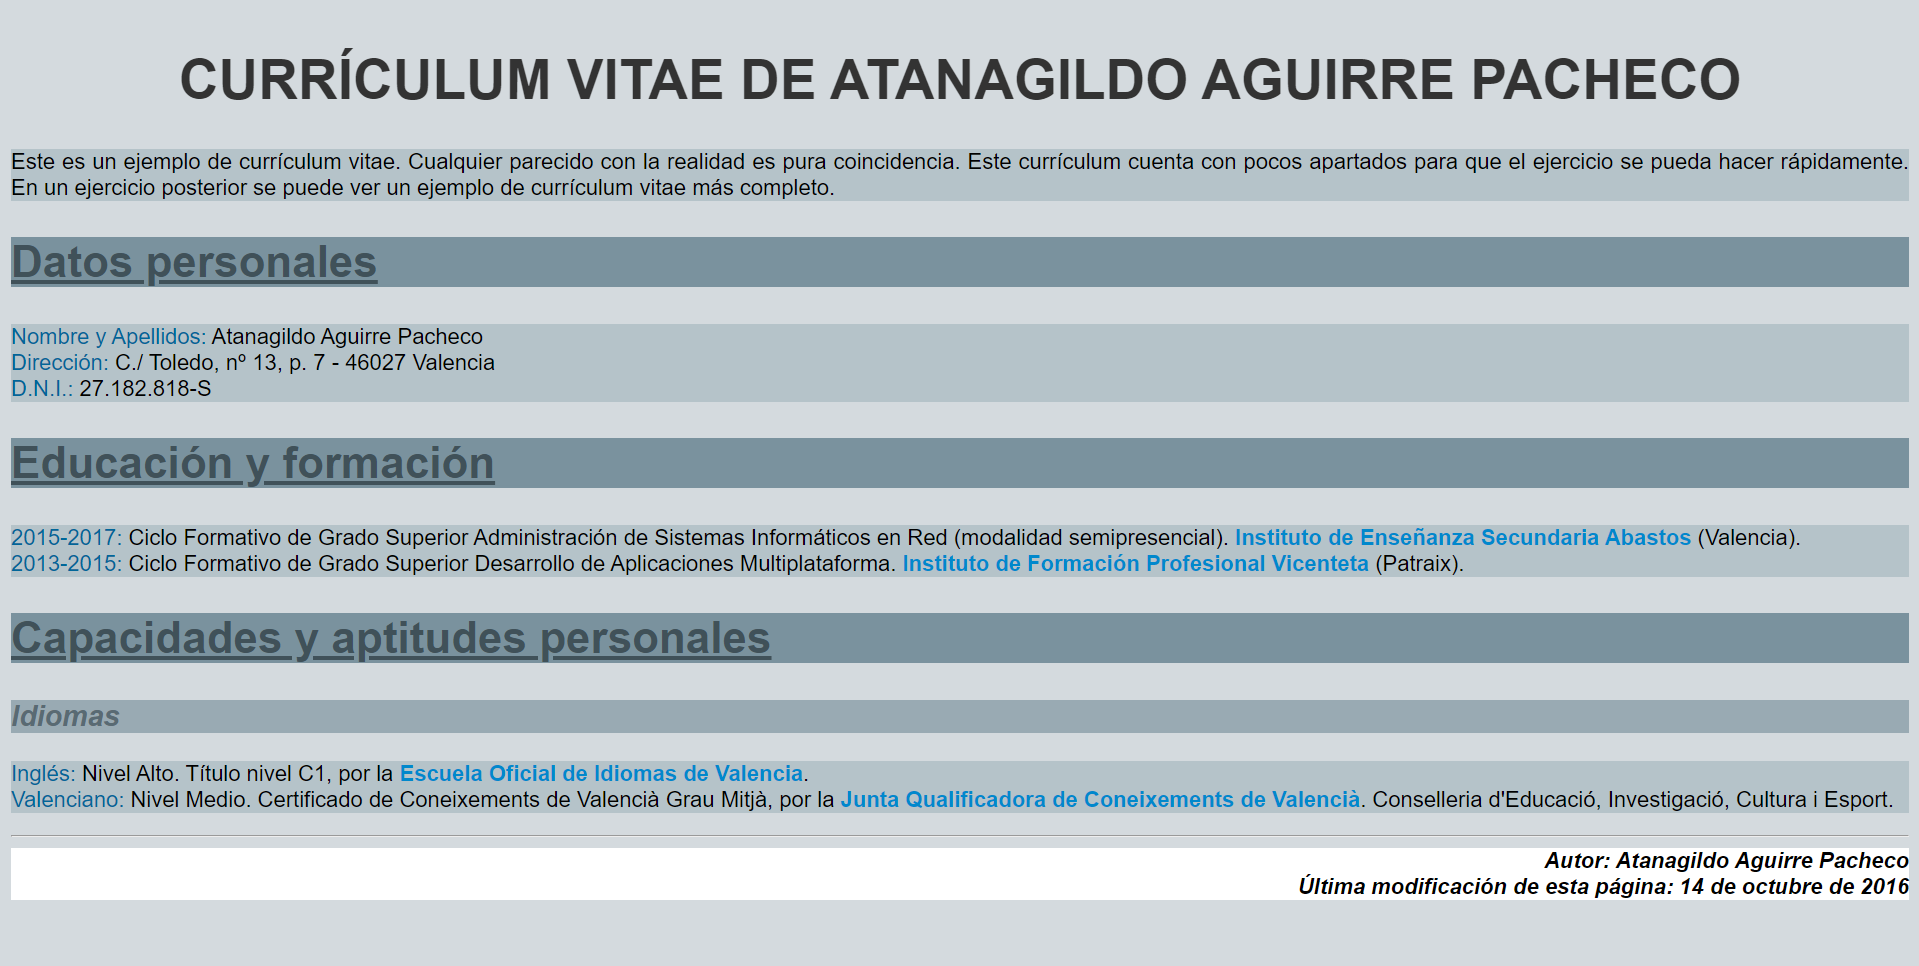 CURRÍCULUM VITAE DE ATANAGILDO AGUIRRE PACHECO
Este es un ejemplo de currículum vitae. Cualquier parecido con la realidad es pura coincidencia. Este currículum cuenta con pocos apartados para que el ejercicio se pueda hacer rápidamente.
En un ejercicio posterior se puede ver un ejemplo de currículum vitae más completo.
Datos personales
Nombre y Apellidos: Atanagildo Aguirre Pacheco
Dirección: C./ Toledo, nº 13, p. 7 - 46027 Valencia
D.N.I.: 27.182.818-S
Educación y formación
2015-2017: Ciclo Formativo de Grado Superior Administración de Sistemas Informáticos en Red (modalidad semipresencial). Instituto de Enseñanza Secundaria Abastos (Valencia).
2013-2015: Ciclo Formativo de Grado Superior Desarrollo de Aplicaciones Multiplataforma. Instituto de Formación Profesional Vicenteta (Patraix).
Capacidades y aptitudes personales
Idiomas
Inglés: Nivel Alto. Título nivel C1, por la Escuela Oficial de Idiomas de Valencia.
Valenciano: Nivel Medio. Certificado de Coneixements de Valencià Grau Mitjà, por la Junta Qualificadora de Coneixements de Valencià. Conselleria d'Educació, Investigació, Cultura i Esport.
Autor: Atanagildo Aguirre Pacheco
Última modificación de esta página: 14 de octubre de 2016